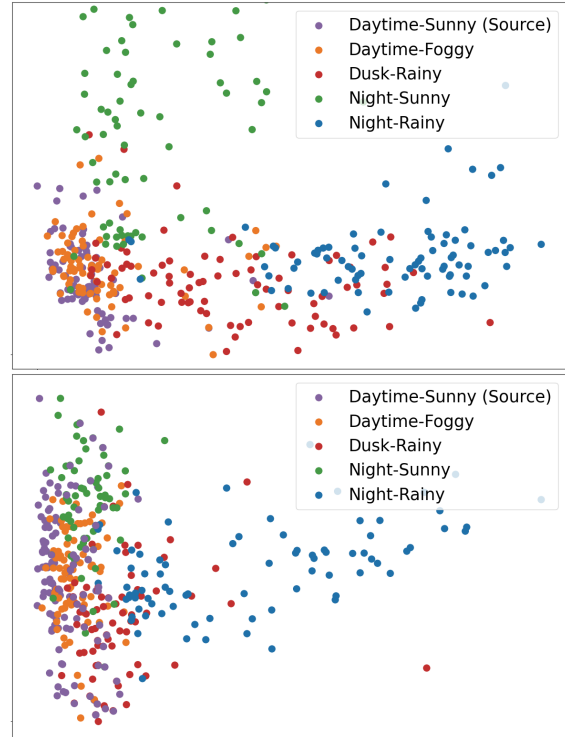 Daytime-Sunny (Source)
Daytime-Foggy
Dusk-Rainy
Night-Sunny
Night-Rainy
Daytime-Sunny (Source)
Daytime-Foggy
Dusk-Rainy
Night-Sunny
Night-Rainy